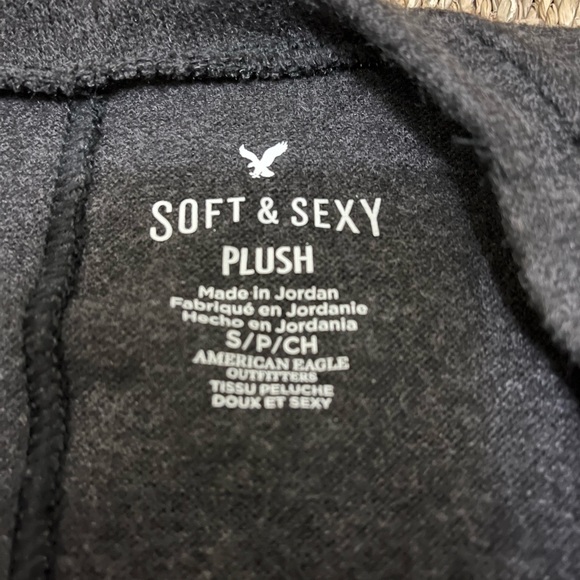 SOFT & SEXY
PLUSH
Made in Jordan
Fabriqué en Jordanie
Hecho en Jordania
S/P/CH
AMERICAN EAGLE
OUTFITTERS
TISSU PELUCHE
DOUX ET SEXY